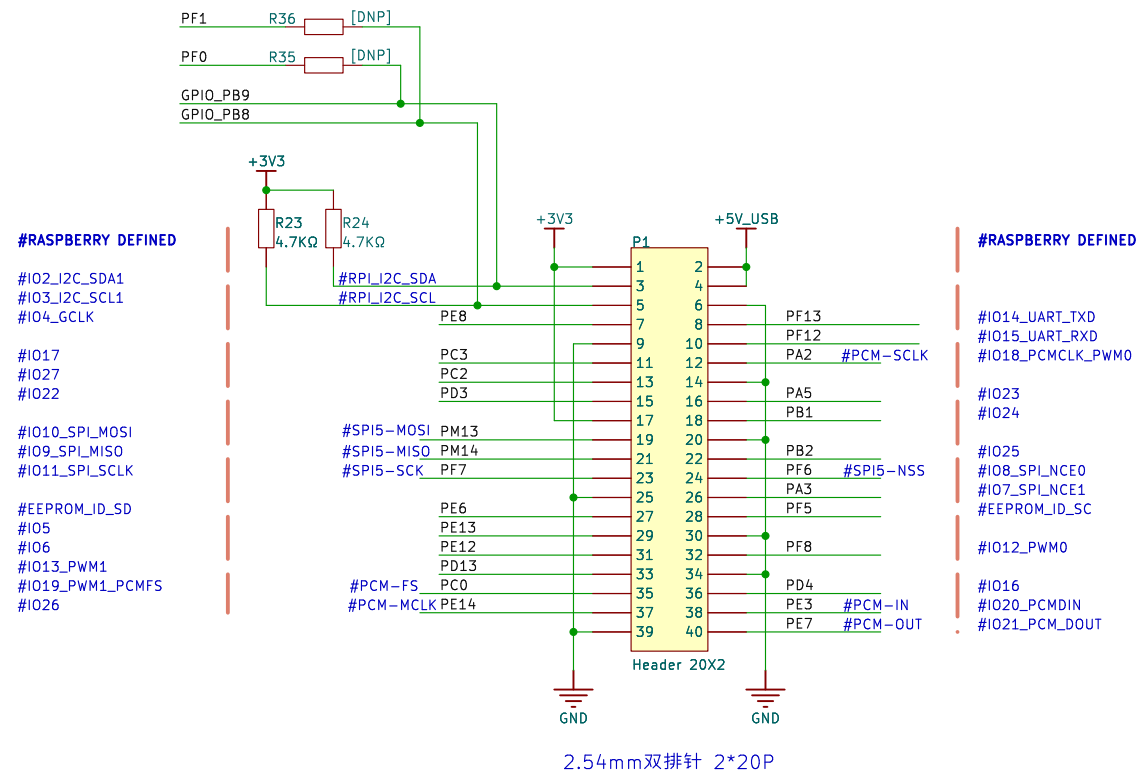 PF1 R36 [DNP]
PF0 R35 [DNP]
GPIO_PB9
GPIO_PB8
+3V3
R23 R24
4.7KΩ 4.7KΩ
+3V3 +5V_USB
#RASPBERRY DEFINED P1 #RASPBERRY DEFINED
1 2
#IO2_I2C_SDA1 #RPI_I2C_SDA 3 4
#IO3_I2C_SCL1 #RPI_I2C_SCL 5 6
#IO4_GCLK PE8 7 8 PF13 #IO14_UART_TXD
9 10 PF12 #IO15_UART_RXD
#IO17 PC3 11 12 PA2 #PCM-SCLK #IO18_PCMCLK_PWM0
#IO27 PC2 13 14
#IO22 PD3 15 16 PA5 #IO23
17 18 PB1 #IO24
#IO10_SPI_MOSI #SPI5-MOSI PM13 19 20
#IO9_SPI_MISO #SPI5-MISO PM14 21 22 PB2 #IO25
#IO11_SPI_SCLK #SPI5-SCK PF7 23 24 PF6 #SPI5-NSS #IO8_SPI_NCE0
25 26 PA3 #IO7_SPI_NCE1
#EEPROM_ID_SD PE6 27 28 PF5 #EEPROM_ID_SC
#IO5 PE13 29 30
#IO6 PE12 31 32 PF8 #IO12_PWM0
#IO13_PWM1 PD13 33 34
#IO19_PWM1_PCMFS #PCM-FS PC0 35 36 PD4 #IO16
#IO26 #PCM-MCLK PE14 37 38 PE3 #PCM-IN #IO20_PCMDIN
39 40 PE7 #PCM-OUT #IO21_PCM_DOUT
Header 20X2
GND GND
2.54mm双排针 2*20P